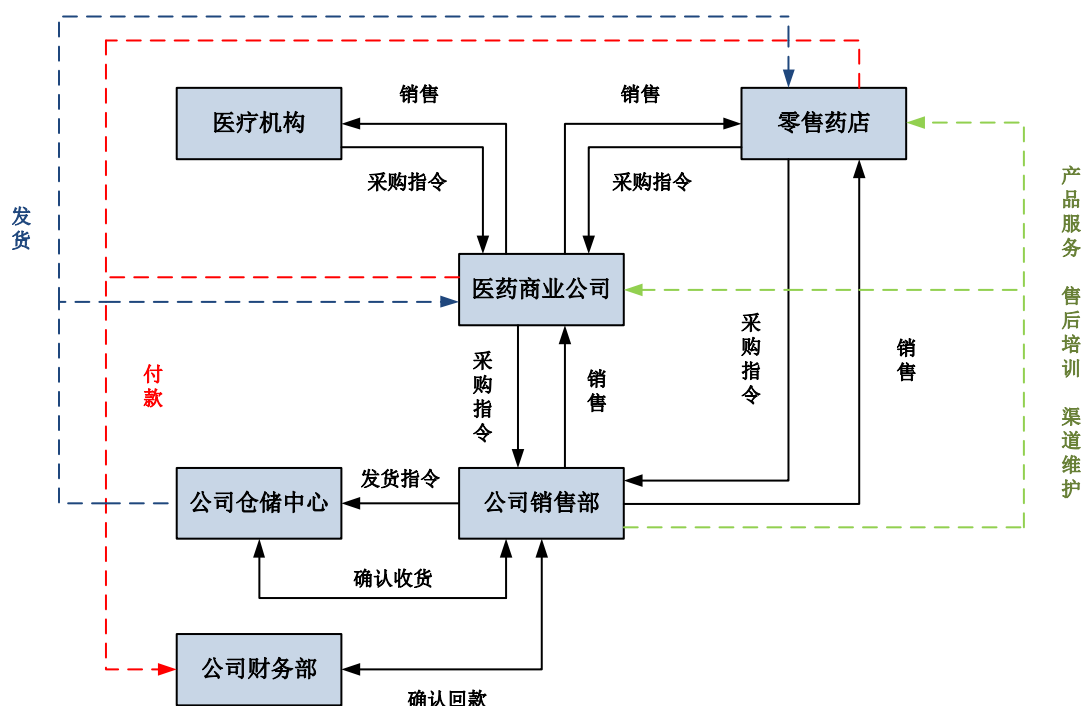 销售
销售
医疗机构
零售药店
采购指令
采购指令
发货
产品服务 售后培训 渠道维护
医药商业公司
采购指令
销售
付款
采购指令
销售
发货指令
公司仓储中心
公司销售部
确认收货
公司财务部
确认回款